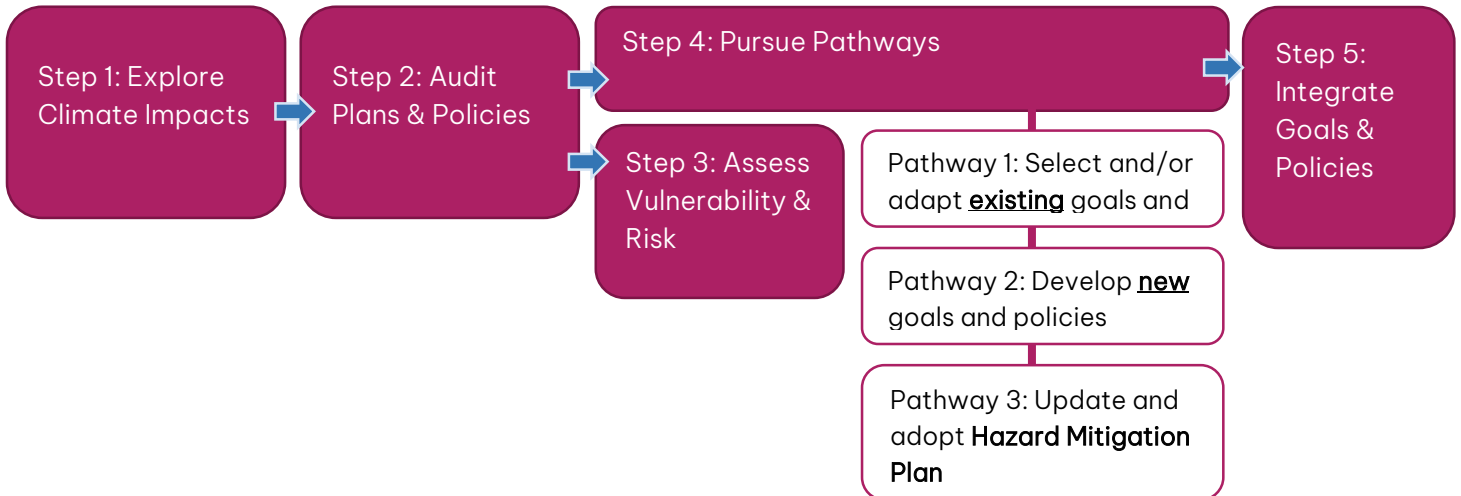 Step 1: Explore
Climate Impacts
Step 2: Audit
Plans & Policies
Step 3: Assess
Vulnerability &
Risk
Step 4: Pursue Pathways
Pathway 1: Select and/or
adapt existing goals and
Pathway 2: Develop new
goals and policies
Pathway 3: Update and
adopt Hazard Mitigation
Plan
Step 5:
Integrate
Goals &
Policies